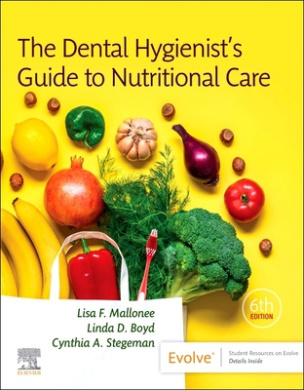 The Dental Hygienist's
Guide to Nutritional Care
Lisa F. Mallonee
Linda D. Boyd
Cynthia A. Stegeman
6th
EDITION
ELSEVIER
Evolve
Student Resources on Evolve
Details Inside